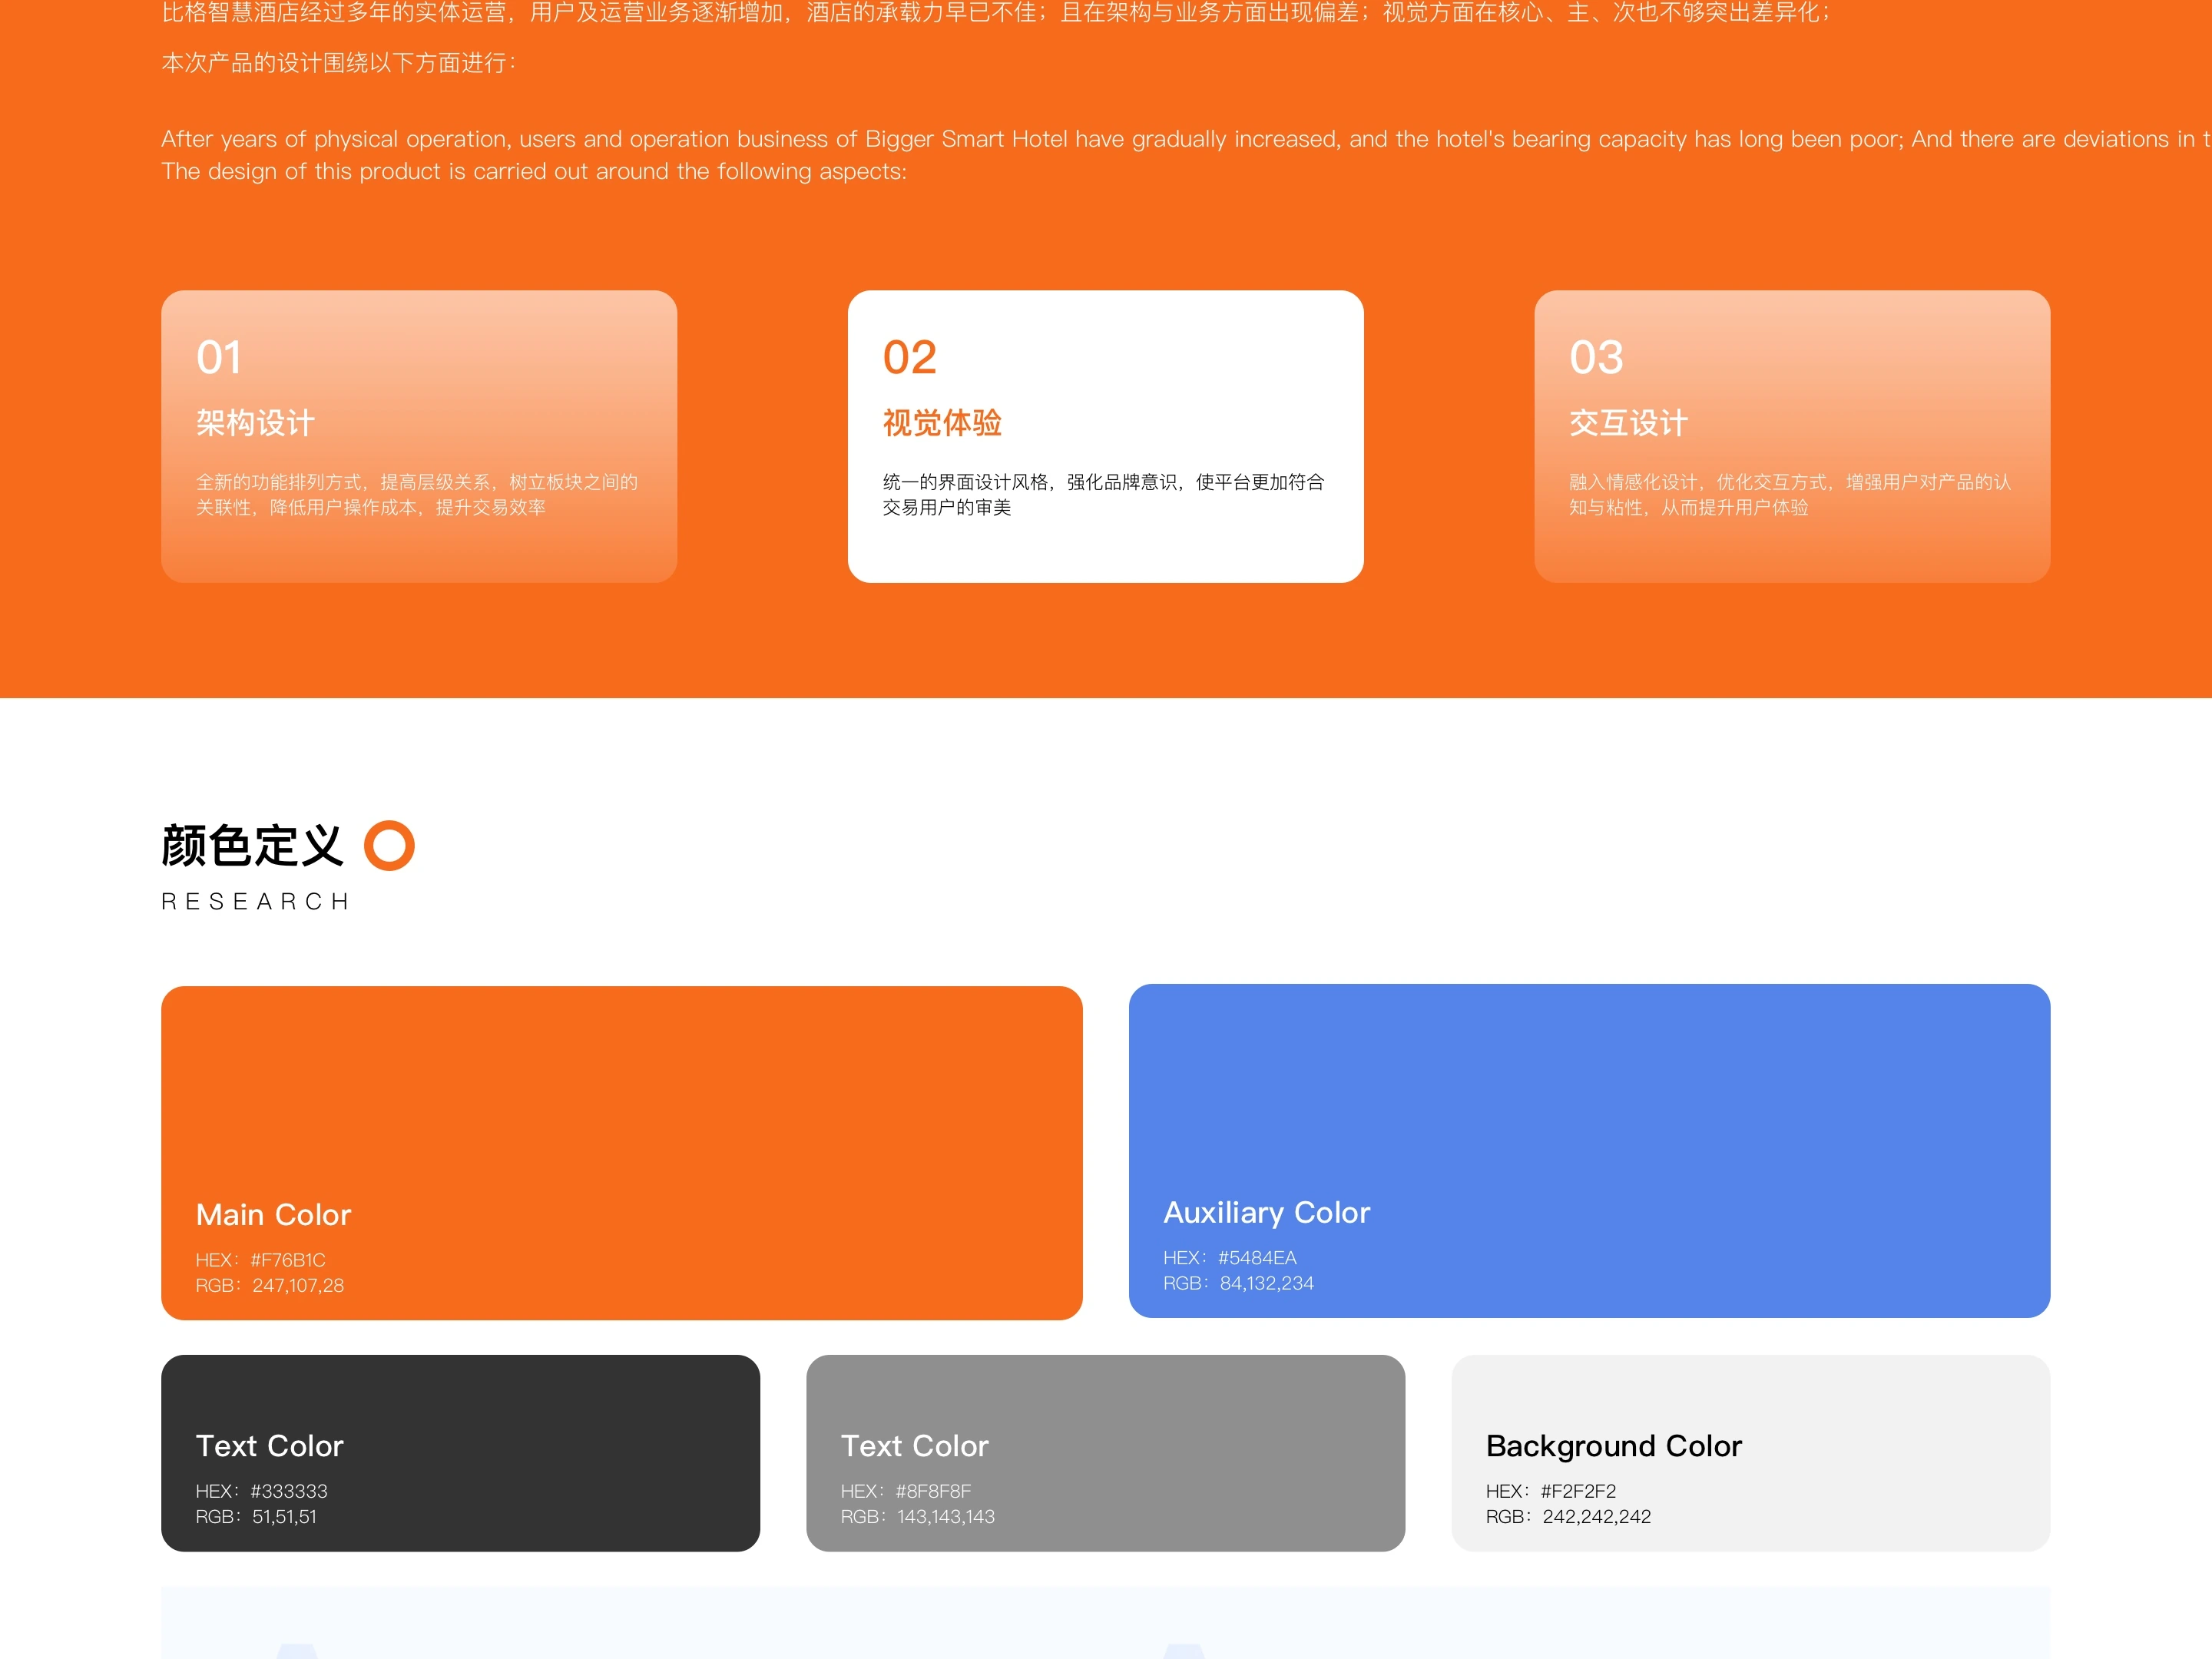 比格智慧酒店经过多年的实体运营，用户及运营业务逐渐增加，酒店的承载力早已不佳；且在架构与业务方面出现偏差；视觉方面在核心、主、次也不够突出差异化；
本次产品的设计围绕以下方面进行：
After years of physical operation, users and operation business of Bigger Smart Hotel have gradually increased, and the hotel's bearing capacity has long been poor; And there are deviations in t
The design of this product is carried out around the following aspects:
01
架构设计
全新的功能排列方式，提高层级关系，树立板块之间的
关联性，降低用户操作成本，提升交易效率
02
视觉体验
统一的界面设计风格，强化品牌意识，使平台更加符合
交易用户的审美
03
交互设计
融入情感化设计，优化交互方式，增强用户对产品的认
知与粘性，从而提升用户体验
颜色定义
RESEARCH
Main Color
HEX：#F76B1C
RGB：247,107,28
Auxiliary Color
HEX：#5484EA
RGB：84,132,234
Text Color
HEX：#333333
RGB：51,51,51
Text Color
HEX：#8F8F8F
RGB：143,143,143
Background Color
HEX：#F2F2F2
RGB：242,242,242